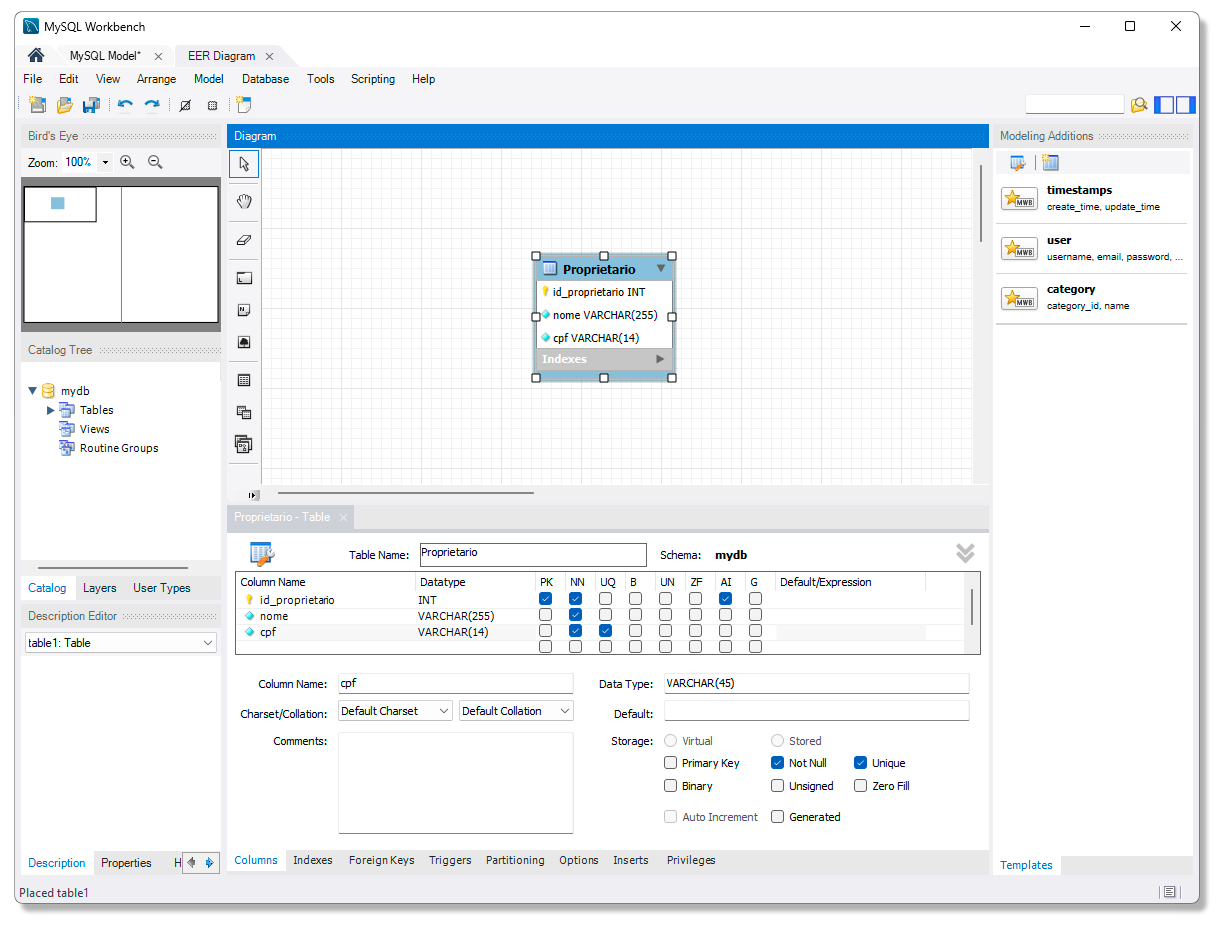 MySQL Workbench
MySQL Model* EER Diagram
File Edit View Arrange Model Database Tools Scripting Help
Bird's Eye
Zoom: 100%
Catalog Tree
mydb
Tables
Views
Routine Groups
Catalog Layers User Types
Description Editor
table1: Table
Description Properties H
Diagram
Proprietario
id_proprietario INT
nome VARCHAR(255)
cpf VARCHAR(14)
Indexes
Proprietario - Table
Table Name: Proprietario Schema: mydb
Column Name Datatype PK NN UQ B UN ZF AI G Default/Expression
id_proprietario INT
nome VARCHAR(255)
cpf VARCHAR(14)
Column Name: cpf Data Type: VARCHAR(45)
Charset/Collation: Default Charset Default Collation Default:
Comments: Storage: Virtual Stored
Primary Key Not Null Unique
Binary Unsigned Zero Fill
Auto Increment Generated
Columns Indexes Foreign Keys Triggers Partitioning Options Inserts Privileges
Modeling Additions
timestamps
create_time, update_time
user
username, email, password, ...
category
category_id, name
Templates
Placed table1